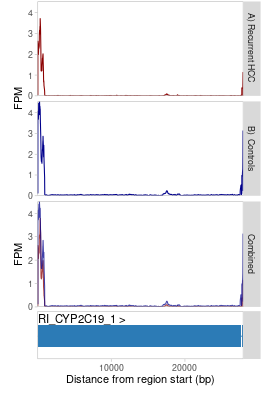 4
3
2
1
0
A) Recurrent HCC
4
3
2
1
0
FPM
B) Controls
4
3
2
1
0
FPM
Combined
FPM
RI_CYP2C19_1 >
10000
20000
Distance from region start (bp)